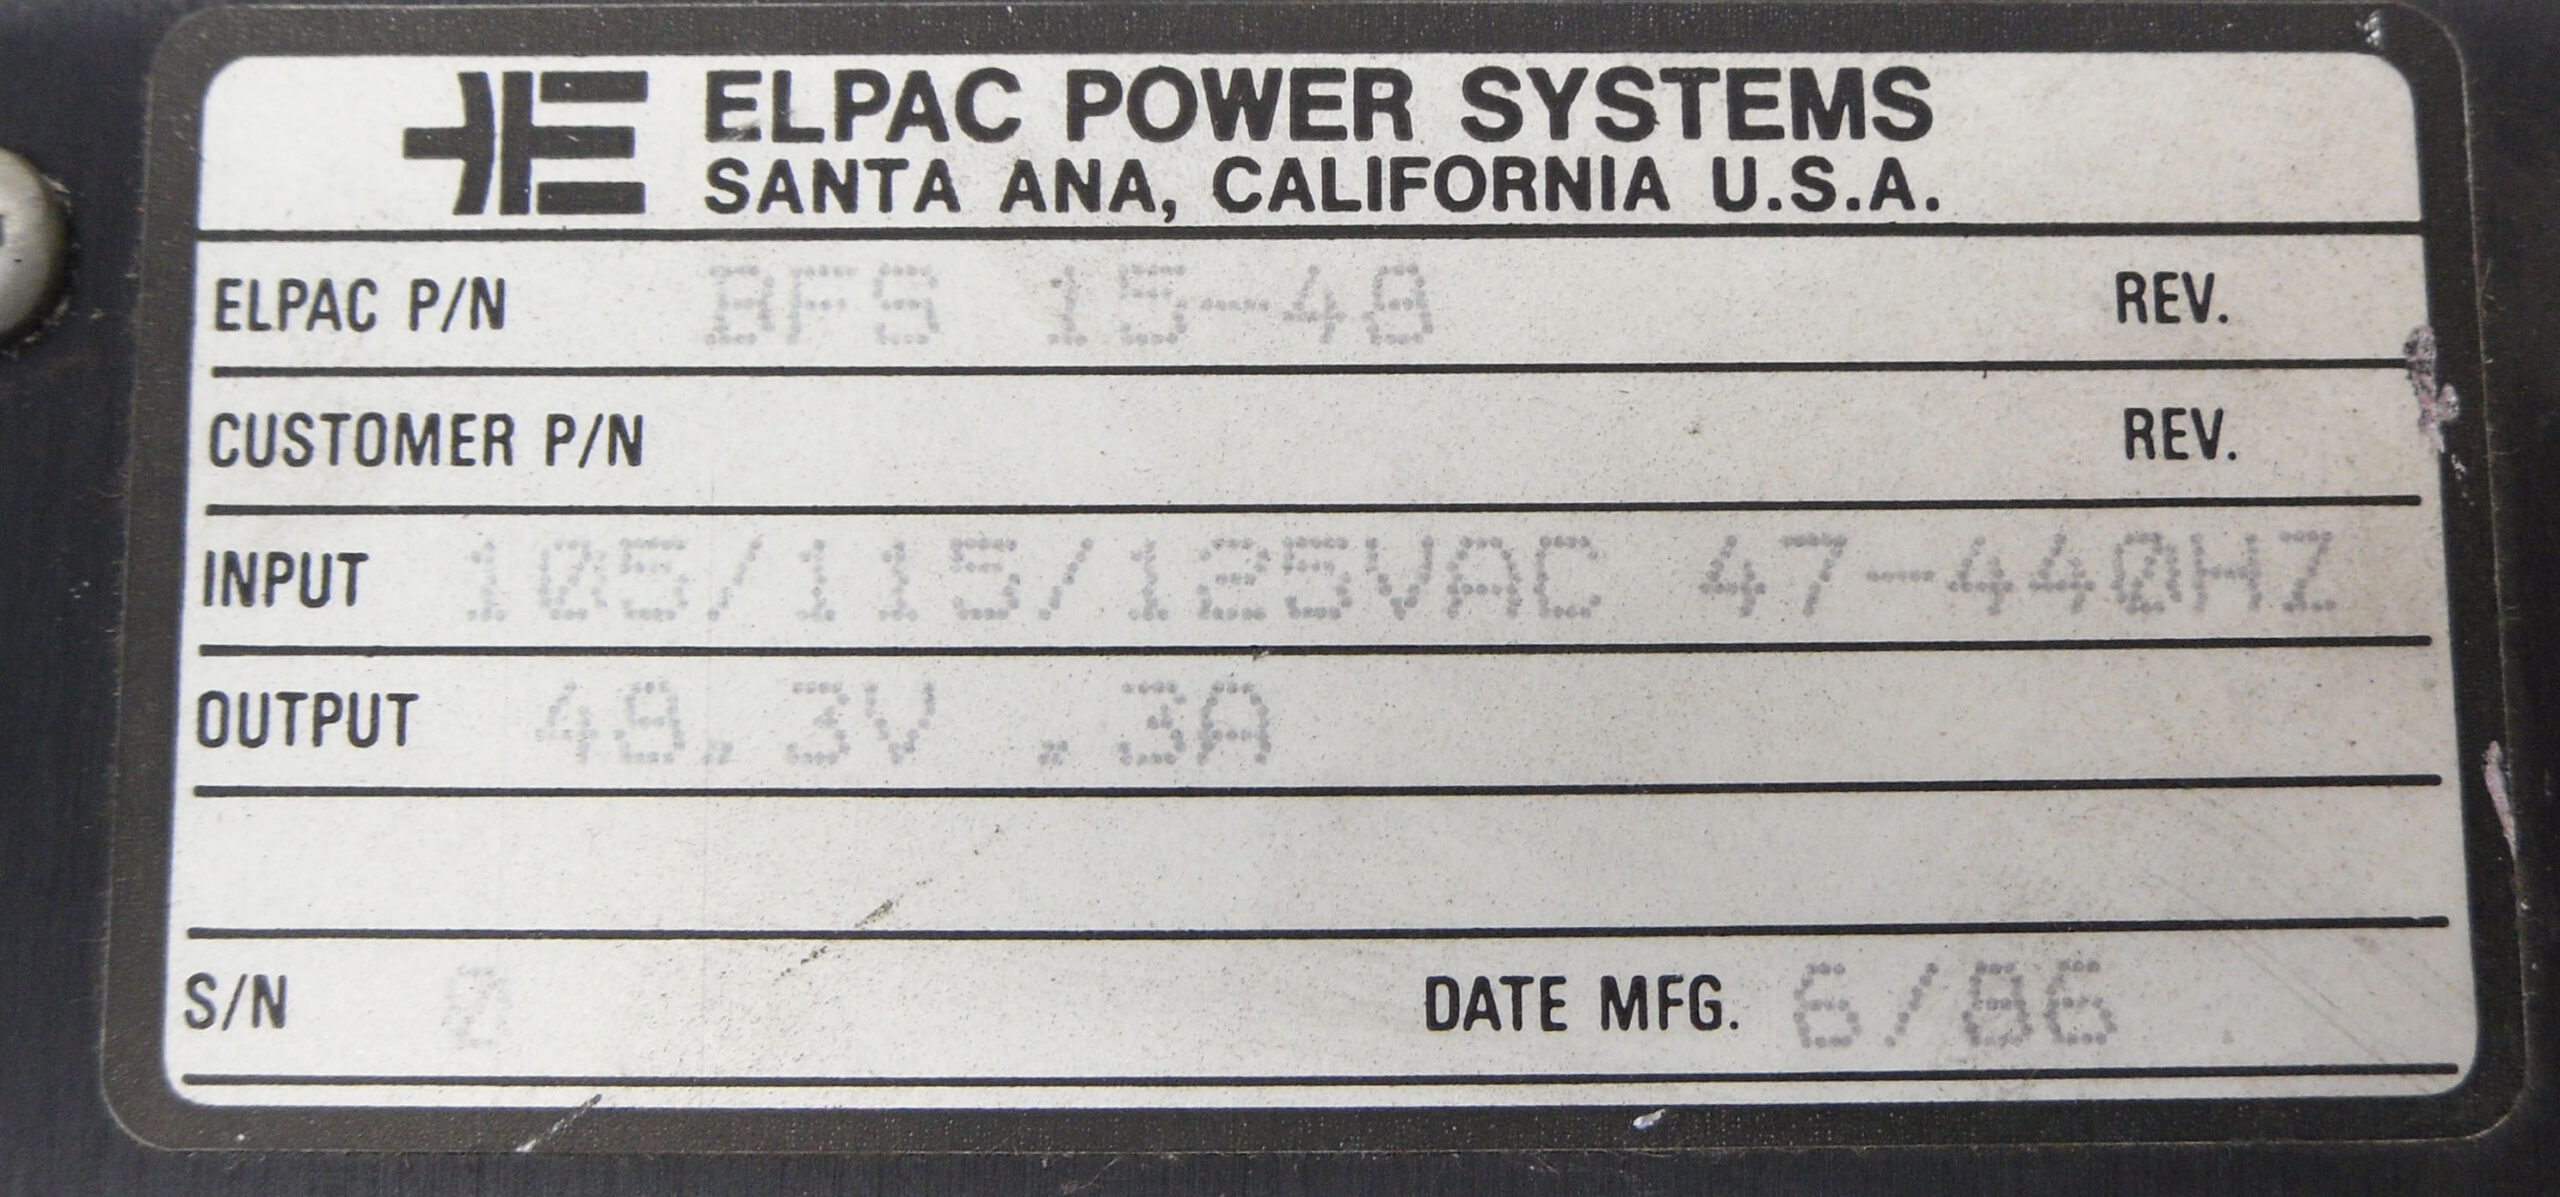 ELPAC POWER SYSTEMS
SANTA ANA, CALIFORNIA U.S.A.
ELPAC P/N BFS 15-48 REV.
CUSTOMER P/N REV.
INPUT 105/115/125VAC 47-440HZ
OUTPUT 48.3V .3A
S/N 0 DATE MFG. 6/86